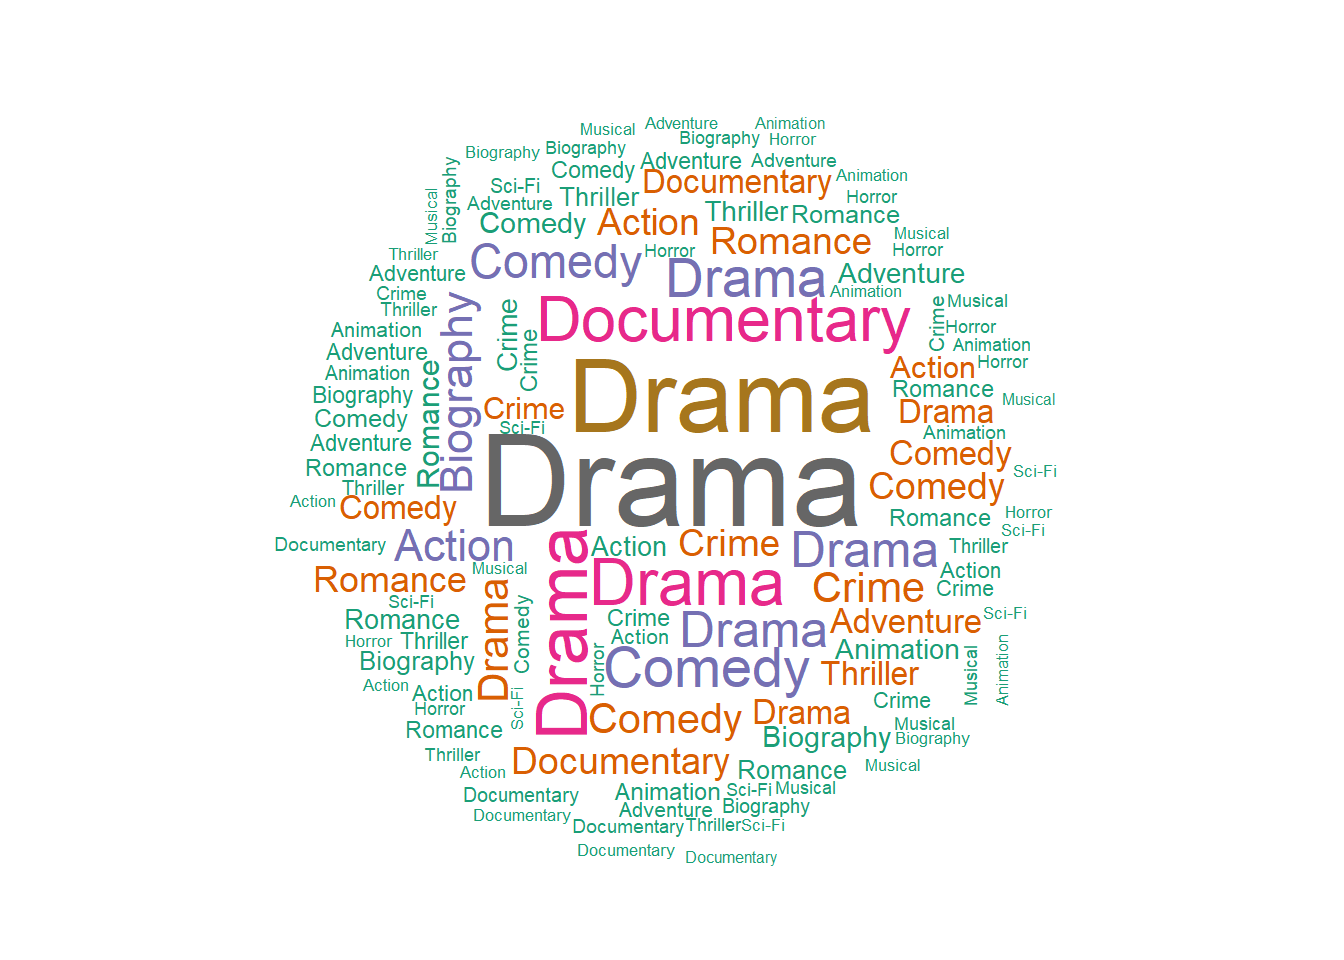 Musical
Adventure
Animation
Biography
Horror
Biography
Biography
Comedy
Adventure
Adventure
Sci-Fi
Thriller
Documentary
Animation
Biography
Adventure
Horror
Musical
Comedy
Action
Thriller
Romance
Romance
Musical
Horror
Thriller
Comedy
Horror
Drama
Adventure
Adventure
Animation
Crime
Thriller
Biography
Crime
Documentary
Crime
Musical
Animation
Crime
Horror
Adventure
Animation
Animation
Romance
Drama
Action
Horror
Biography
Crime
Romance
Musical
Comedy
Sci-Fi
Drama
Adventure
Animation
Romance
Drama
Comedy
Thriller
Comedy
Sci-Fi
Action
Comedy
Romance
Horror
Sci-Fi
Documentary
Action
Drama
Action
Crime
Drama
Thriller
Romance
Musical
Drama
Crime
Action
Crime
Sci-Fi
Drama
Comedy
Romance
Crime
Drama
Adventure
Sci-Fi
Horror
Thriller
Action
Animation
Biography
Horror
Comedy
Thriller
Musical
Animation
Action
Action
Sci-Fi
Crime
Horror
Romance
Comedy
Drama
Musical
Biography
Biography
Thriller
Documentary
Romance
Musical
Action
Documentary
Animation
Sci-Fi
Musical
Documentary
Adventure
Biography
Documentary
Thriller
Sci-Fi
Documentary
Documentary